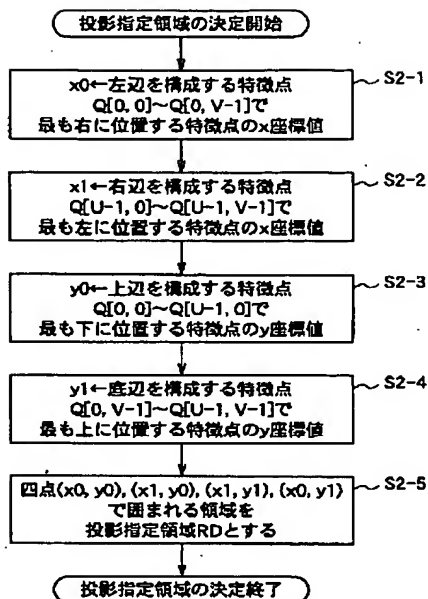 投影指定領域の決定開始
x0←左辺を構成する特徴点
Q[0, 0]~Q[0, V-1]で
最も右に位置する特徴点のx座標値
S2-1
x1←右辺を構成する特徴点
Q[U-1, 0]~Q[U-1, V-1]で
最も左に位置する特徴点のx座標値
S2-2
y0←上辺を構成する特徴点
Q[0, 0]~Q[U-1, 0]で
最も下に位置する特徴点のy座標値
S2-3
y1←底辺を構成する特徴点
Q[0, V-1]~Q[U-1, V-1]で
最も上に位置する特徴点のy座標値
S2-4
四点(x0, y0), (x1, y0), (x1, y1), (x0, y1)
で囲まれる領域を
投影指定領域RDとする
S2-5
投影指定領域の決定終了